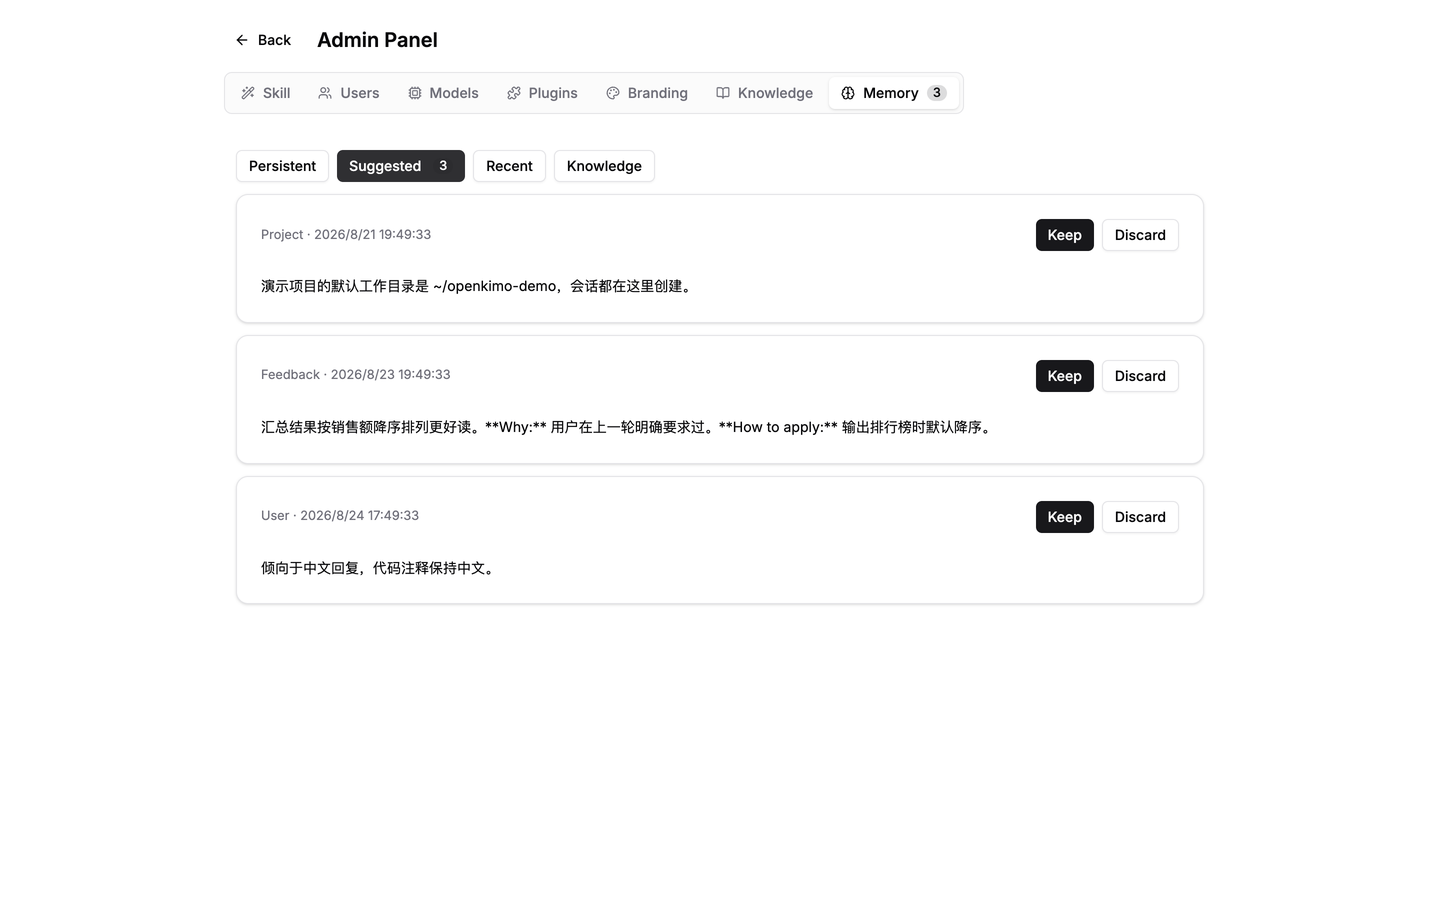 Back Admin Panel
Skill Users Models Plugins Branding Knowledge Memory 3
Persistent Suggested 3 Recent Knowledge
Project · 2026/8/21 19:49:33 Keep Discard
演示项目的默认工作目录是 ~/openkimo-demo，会话都在这里创建。
Feedback · 2026/8/23 19:49:33 Keep Discard
汇总结果按销售额降序排列更好读。**Why:** 用户在上一轮明确要求过。**How to apply:** 输出排行榜时默认降序。
User · 2026/8/24 17:49:33 Keep Discard
倾向于中文回复，代码注释保持中文。